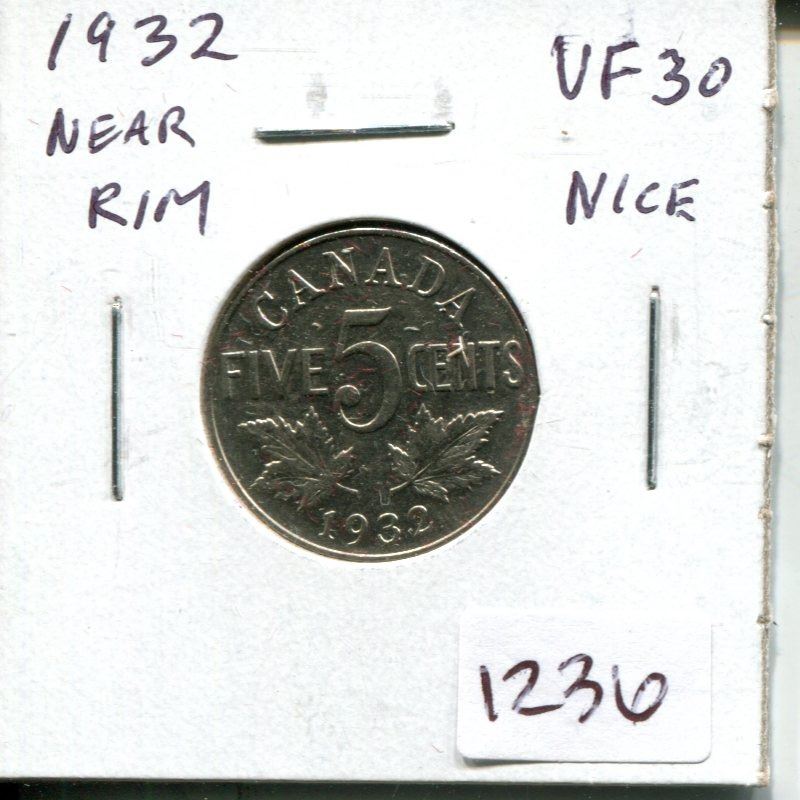 1932
NEAR
RIM
VF30
NICE
CANADA
FIVE 5 CENTS
1932
1236